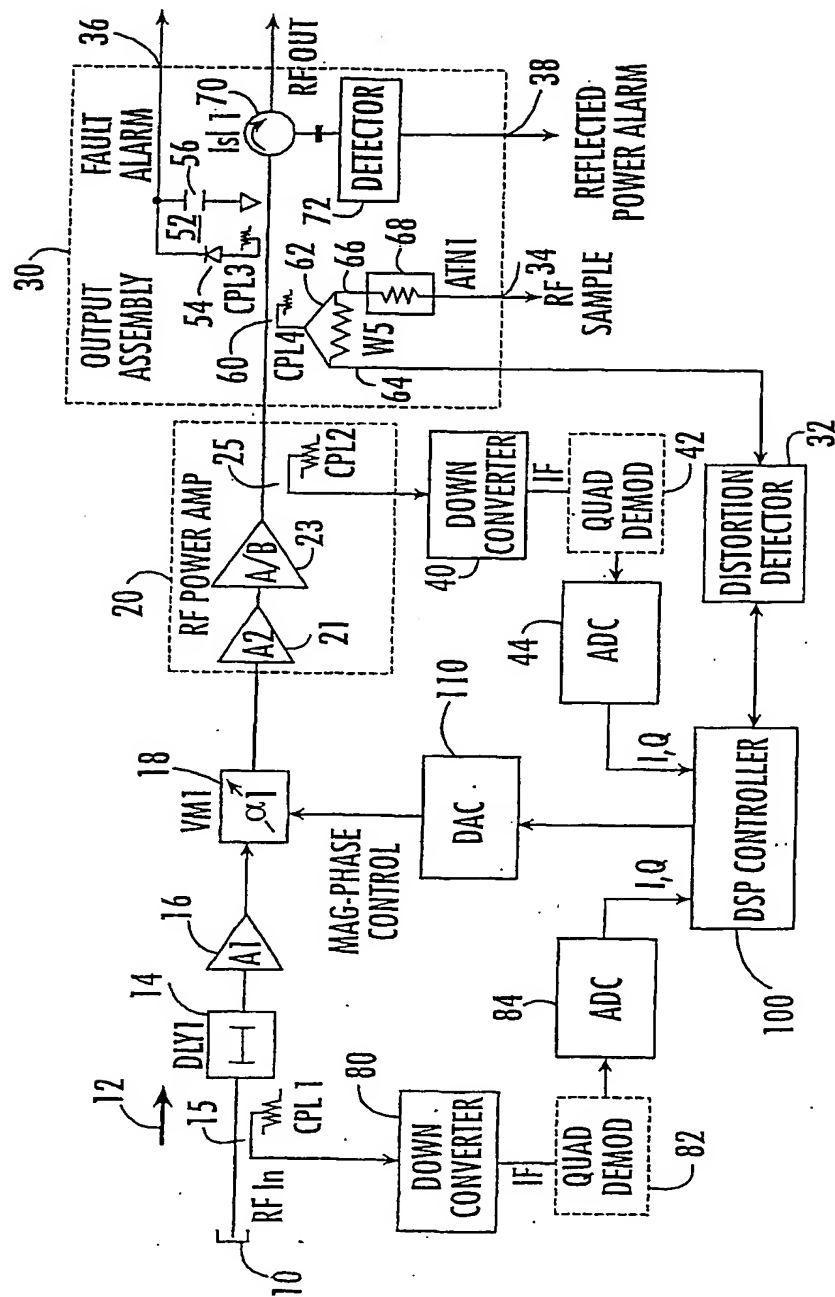 30
OUTPUT
ASSEMBLY
FAULT
ALARM
36
54
52
56
CPL3
Isl 1
70
RF OUT
60
CPL4
62
W5
64
66
68
ATN1
34
RF
SAMPLE
72
DETECTOR
38
REFLECTED
POWER ALARM
20
RF POWER AMP
A2
21
A/B
23
25
CPL2
DOWN
CONVERTER
40
IF
QUAD
DEMOD
42
ADC
44
I,Q
DISTORTION
DETECTOR
32
12
14
DLY1
16
A1
VM1
18
α1
MAG-PHASE
CONTROL
DAC
110
10
RF In
15
CPL1
80
DOWN
CONVERTER
IF
QUAD
DEMOD
82
84
ADC
I,Q
DSP CONTROLLER
100